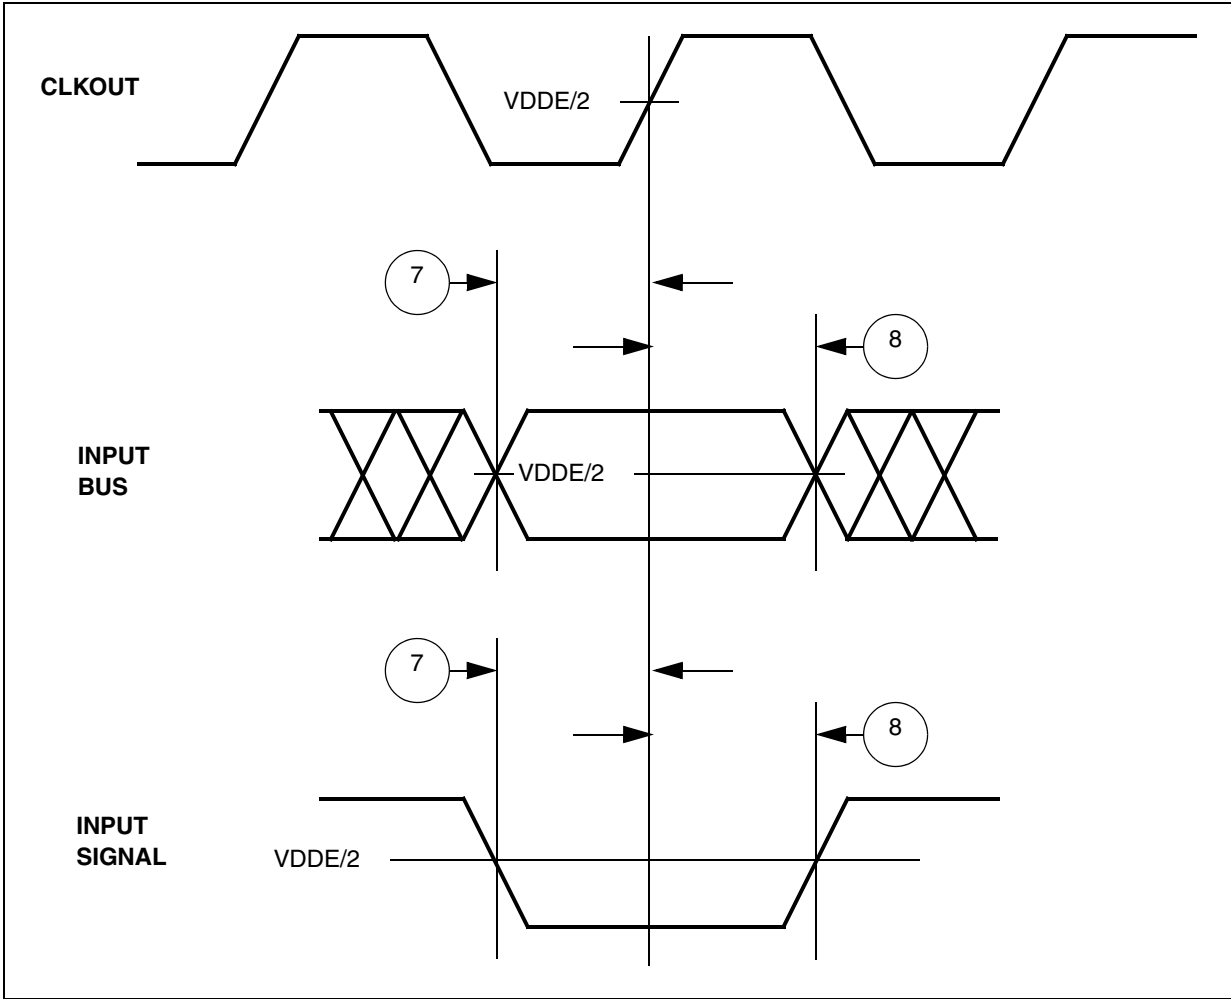 CLKOUT
VDDE/2
7
8
INPUT
BUS
VDDE/2
7
8
INPUT
SIGNAL
VDDE/2